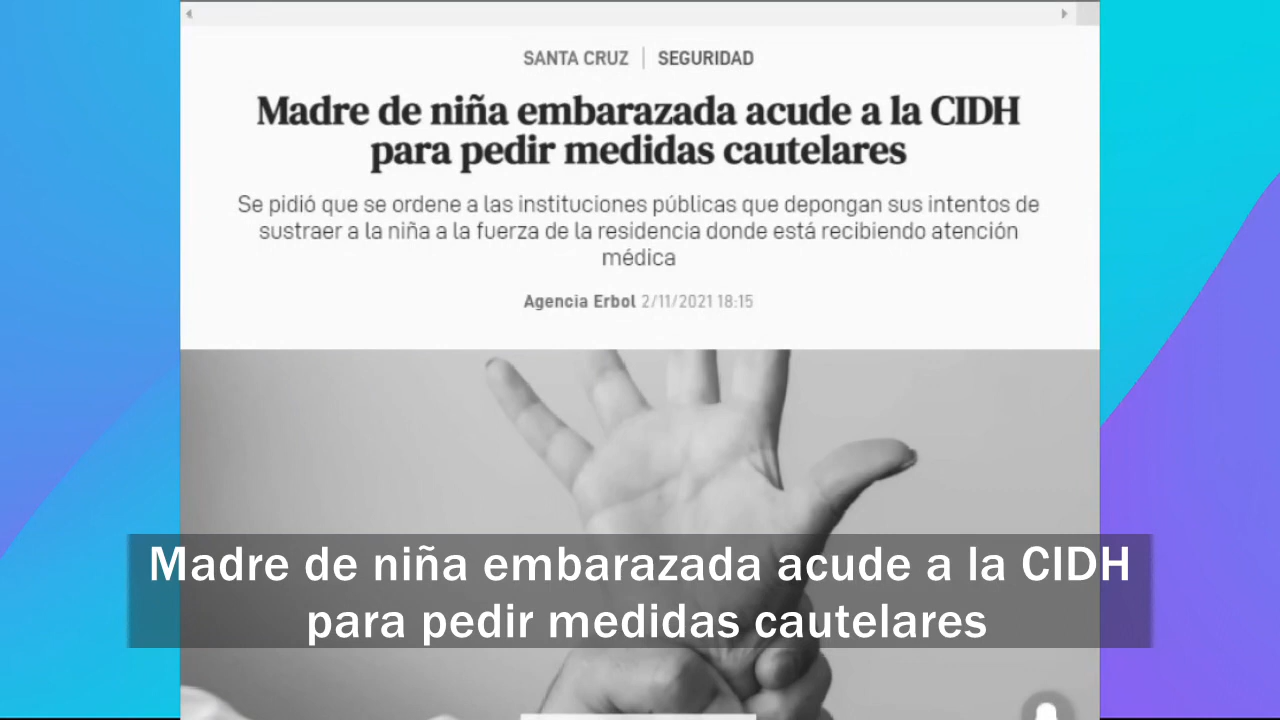 SANTA CRUZ | SEGURIDAD
Madre de niña embarazada acude a la CIDH
para pedir medidas cautelares
Se pidió que se ordene a las instituciones públicas que depongan sus intentos de
sustraer a la niña a la fuerza de la residencia donde está recibiendo atención
médica
Agencia Erbol 2/11/2021 18:15
Madre de niña embarazada acude a la CIDH
para pedir medidas cautelares